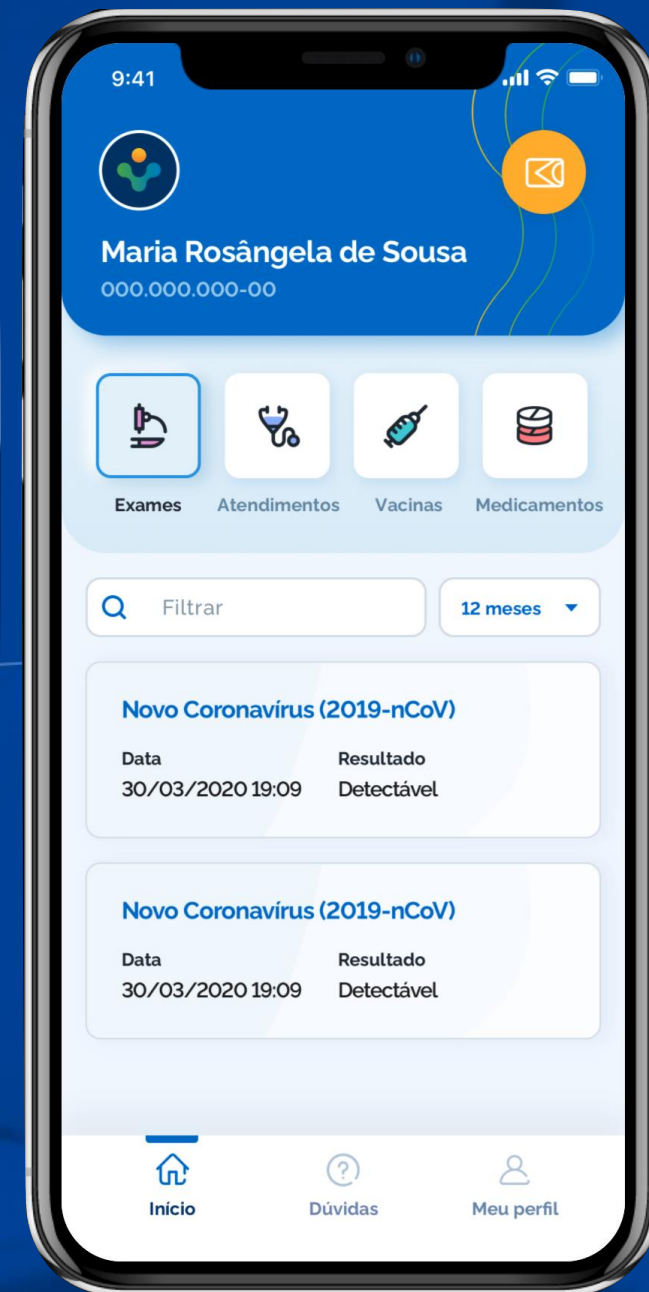 9:41
Maria Rosângela de Sousa
000.000.000-00
Exames Atendimentos Vacinas Medicamentos
Filtrar 12 meses
Novo Coronavírus (2019-nCoV)
Data Resultado
30/03/2020 19:09 Detectável
Novo Coronavírus (2019-nCoV)
Data Resultado
30/03/2020 19:09 Detectável
Início Dúvidas Meu perfil